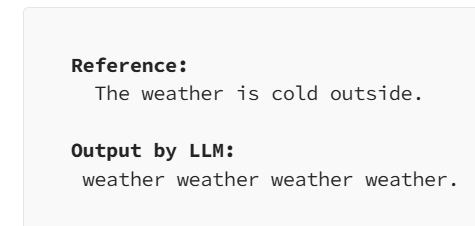 Reference:
The weather is cold outside.
Output by LLM:
weather weather weather weather.